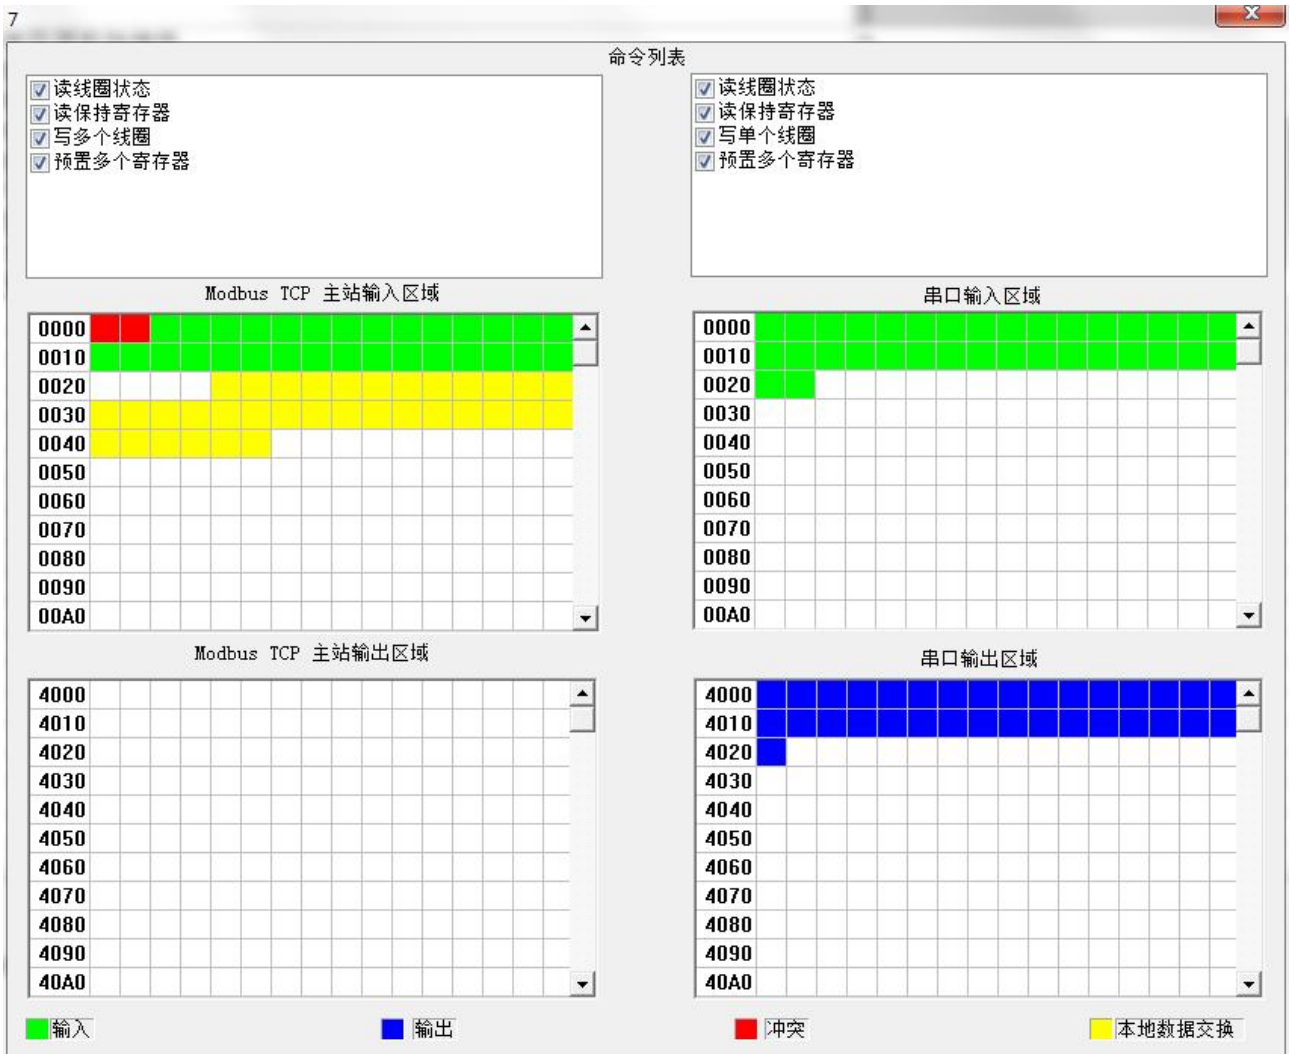 7
命令列表
读线圈状态
读保持寄存器
写多个线圈
预置多个寄存器
读线圈状态
读保持寄存器
写单个线圈
预置多个寄存器
Modbus TCP 主站输入区域
0000
0010
0020
0030
0040
0050
0060
0070
0080
0090
00A0
串口输入区域
0000
0010
0020
0030
0040
0050
0060
0070
0080
0090
00A0
Modbus TCP 主站输出区域
4000
4010
4020
4030
4040
4050
4060
4070
4080
4090
40A0
串口输出区域
4000
4010
4020
4030
4040
4050
4060
4070
4080
4090
40A0
输入 输出 冲突 本地数据交换